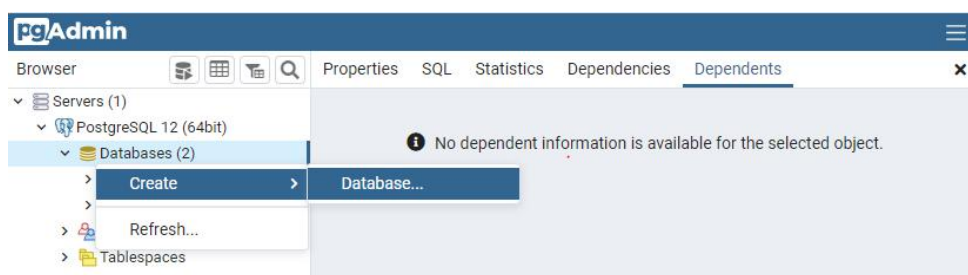 pgAdmin
Browser Properties SQL Statistics Dependencies Dependents
Servers (1)
PostgreSQL 12 (64bit)
No dependent information is available for the selected object.
Databases (2)
Create Database...
Refresh...
Tablespaces